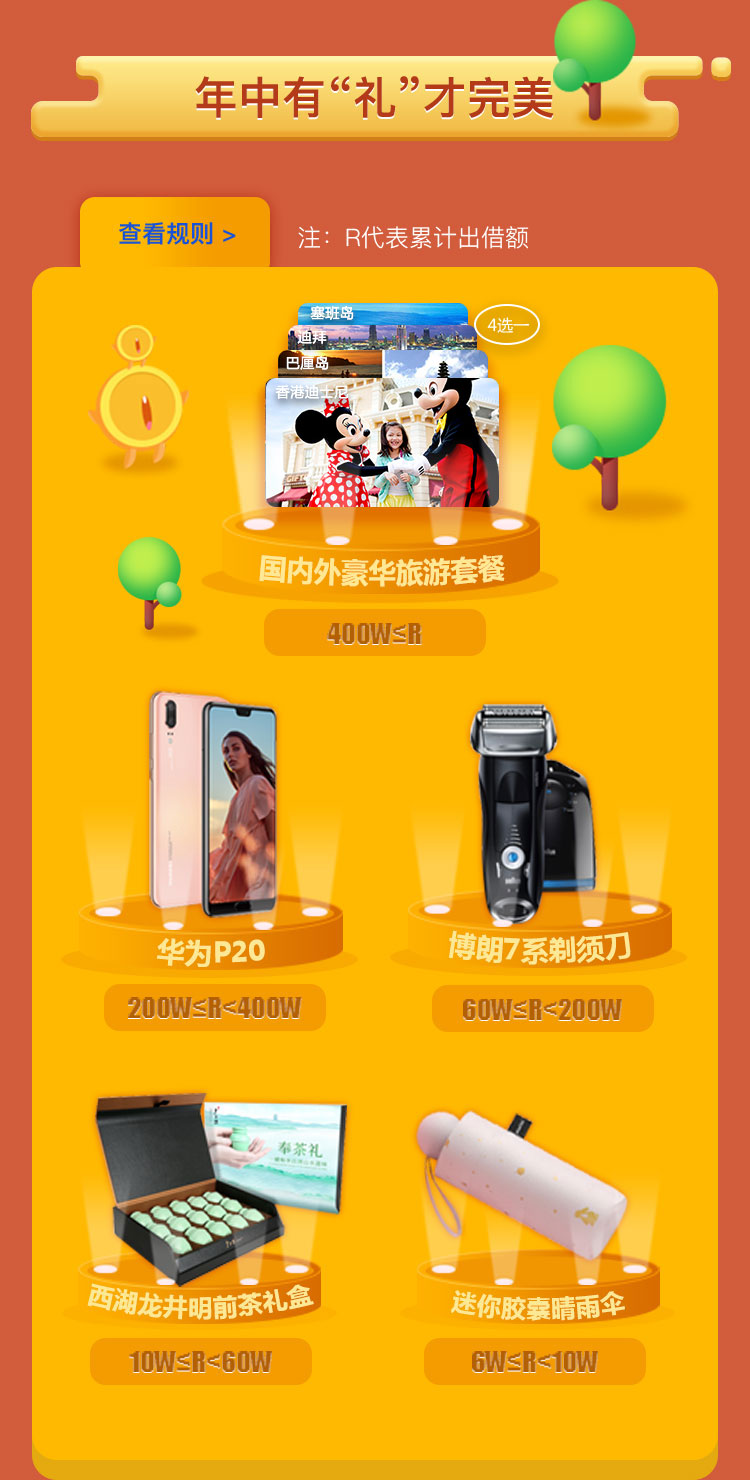 年中有“礼”才完美
查看规则 >
注：R代表累计出借额
塞班岛
4选一
迪拜
巴厘岛
香港迪士尼
国内外豪华旅游套餐
400W≤R
华为P20
200W≤R<400W
博朗7系剃须刀
60W≤R<200W
奉茶礼
西湖龙井明前茶礼盒
10W≤R<60W
迷你胶囊晴雨伞
6W≤R<10W